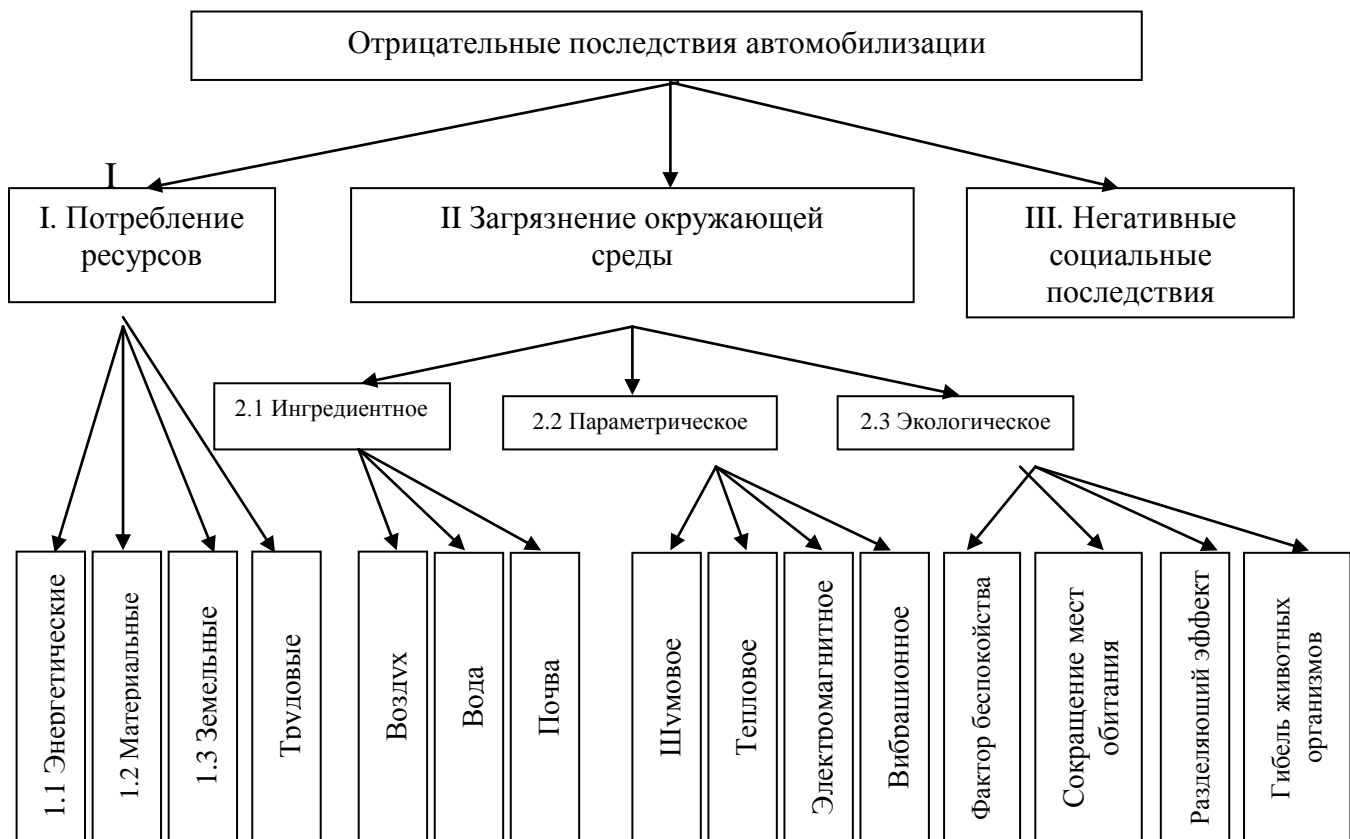 Отрицательные последствия автомобилизации
I
I. Потребление
ресурсов
II Загрязнение окружающей
среды
III. Негативные
социальные
последствия
2.1 Ингредиентное
2.2 Параметрическое
2.3 Экологическое
1.1 Энергетические
1.2 Материальные
1.3 Земельные
Трудовые
Воздух
Вода
Почва
Шумовое
Тепловое
Электромагнитное
Вибрационное
Фактор беспокойства
Сокращение мест
обитания
Разделяющий эффект
Гибель животных
организмов